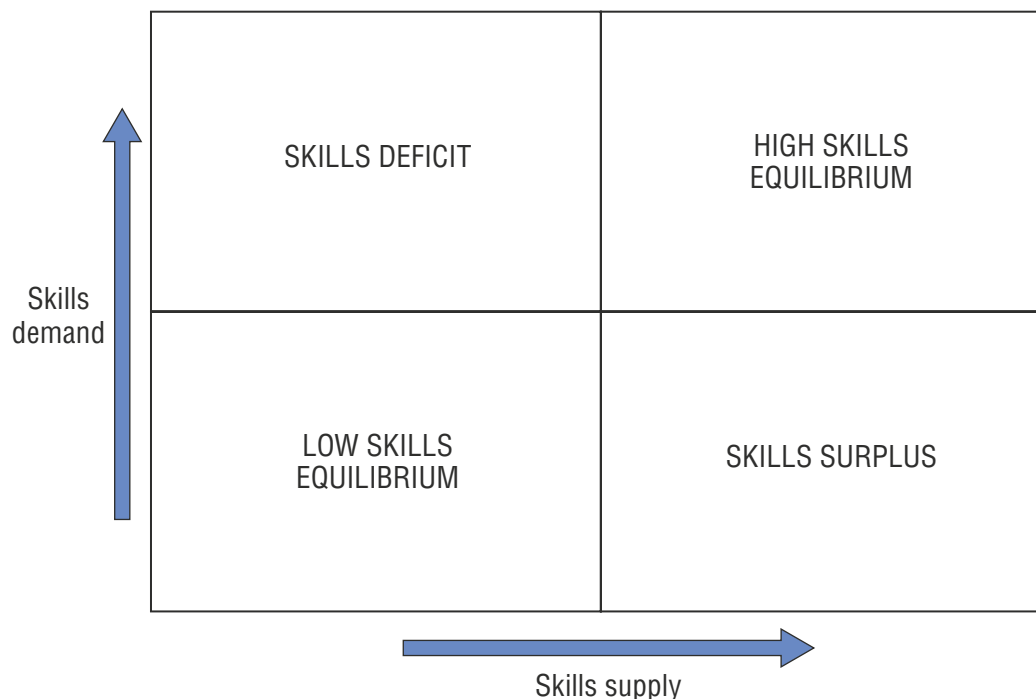 SKILLS DEFICIT
HIGH SKILLS
EQUILIBRIUM
Skills
demand
LOW SKILLS
EQUILIBRIUM
SKILLS SURPLUS
Skills supply